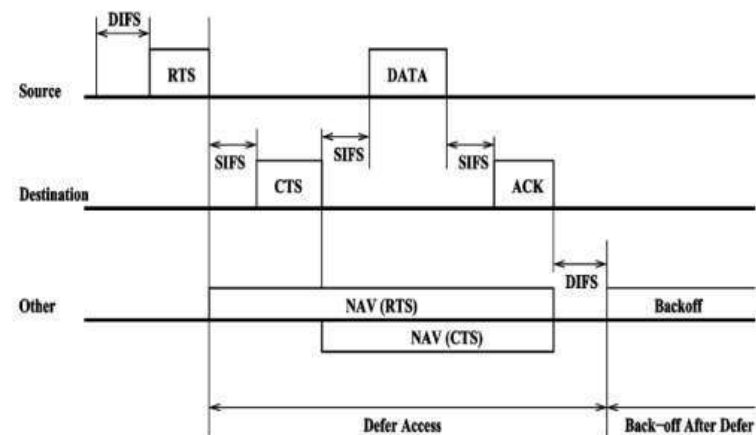 DIFS
RTS
DATA
Source
SIFS
SIFS
SIFS
CTS
ACK
Destination
DIFS
Other
NAV (RTS)
Backoff
NAV (CTS)
Defer Access
Back-off After Defer